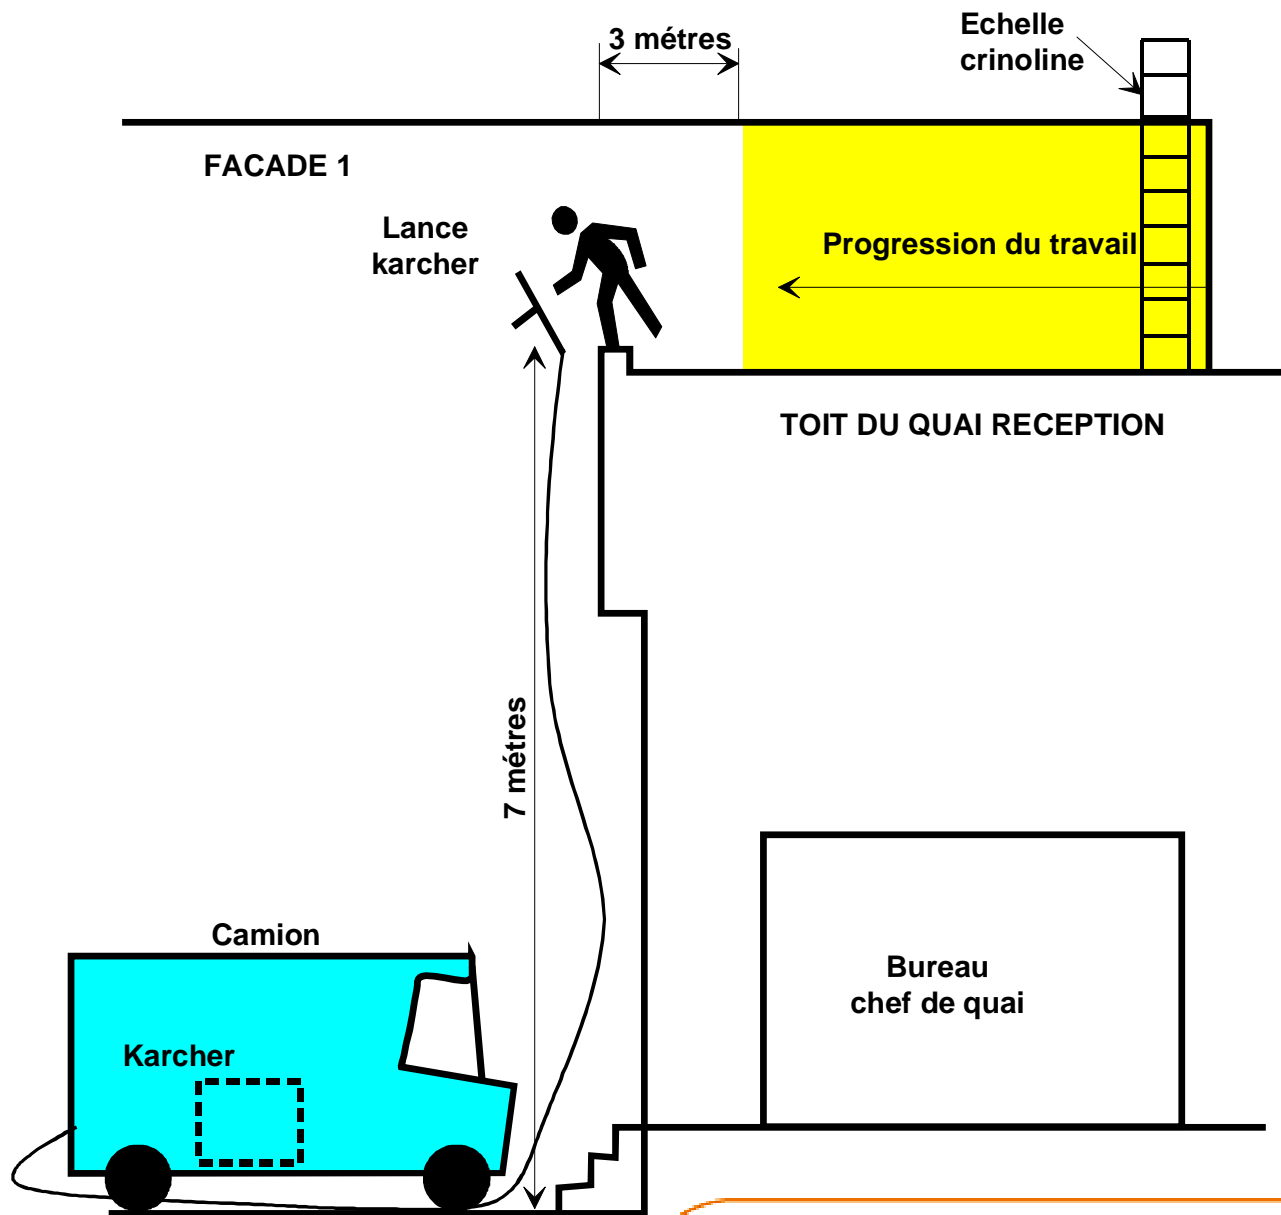 3 métres
Echelle
crinoline
FACADE 1
Lance
karcher
Progression du travail
TOIT DU QUAI RECEPTION
7 métres
Camion
Karcher
Bureau
chef de quai